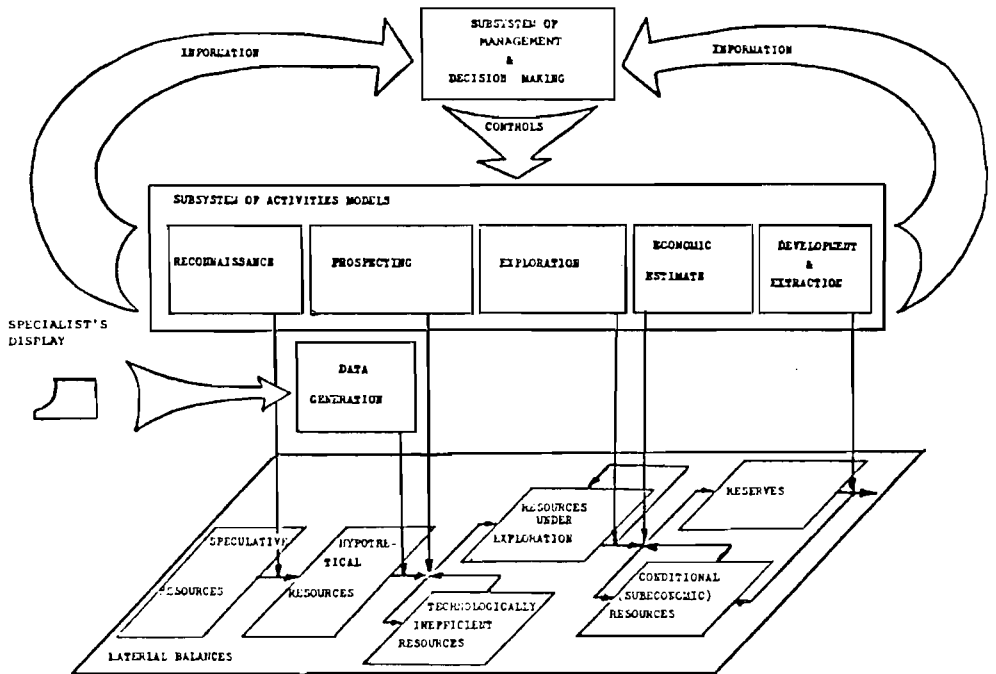 SUBSYSTEM OF
MANAGEMENT
&
DECISION MAKING
INFORMATION
INFORMATION
CONTROLS
SUBSYSTEM OF ACTIVITIES MODELS
RECONNAISSANCE
PROSPECTING
EXPLORATION
ECONOMIC
ESTIMATE
DEVELOPMENT
&
EXTRACTION
SPECIALIST'S
DISPLAY
DATA
GENERATION
SPECULATIVE
RESOURCES
HYPOTRE-
TICAL
RESOURCES
RESOURCES
UNDER
EXPLORATION
RESERVES
TECHNOLOGICALLY
INEFFICIENT
RESOURCES
CONDITIONAL
(SUBECONOMIC)
RESOURCES
LATERIAL BALANCES